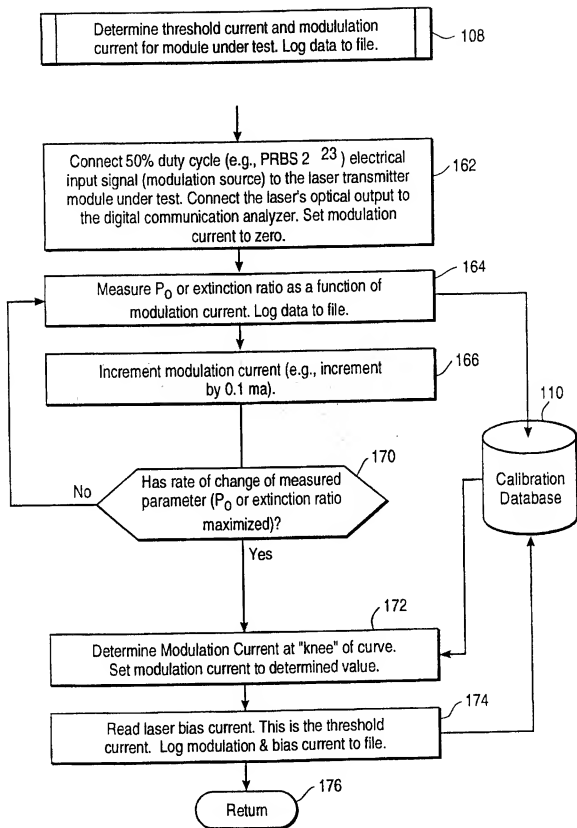 Determine threshold current and modulation
current for module under test. Log data to file.
108
Connect 50% duty cycle (e.g., PRBS 2 23 ) electrical
input signal (modulation source) to the laser transmitter
module under test. Connect the laser's optical output to
the digital communication analyzer. Set modulation
current to zero.
162
Measure P0 or extinction ratio as a function of
modulation current. Log data to file.
164
Increment modulation current (e.g., increment
by 0.1 ma).
166
110
Calibration
Database
170
Has rate of change of measured
parameter (P0 or extinction ratio
maximized)?
No
Yes
172
Determine Modulation Current at "knee" of curve.
Set modulation current to determined value.
174
Read laser bias current. This is the threshold
current. Log modulation & bias current to file.
176
Return